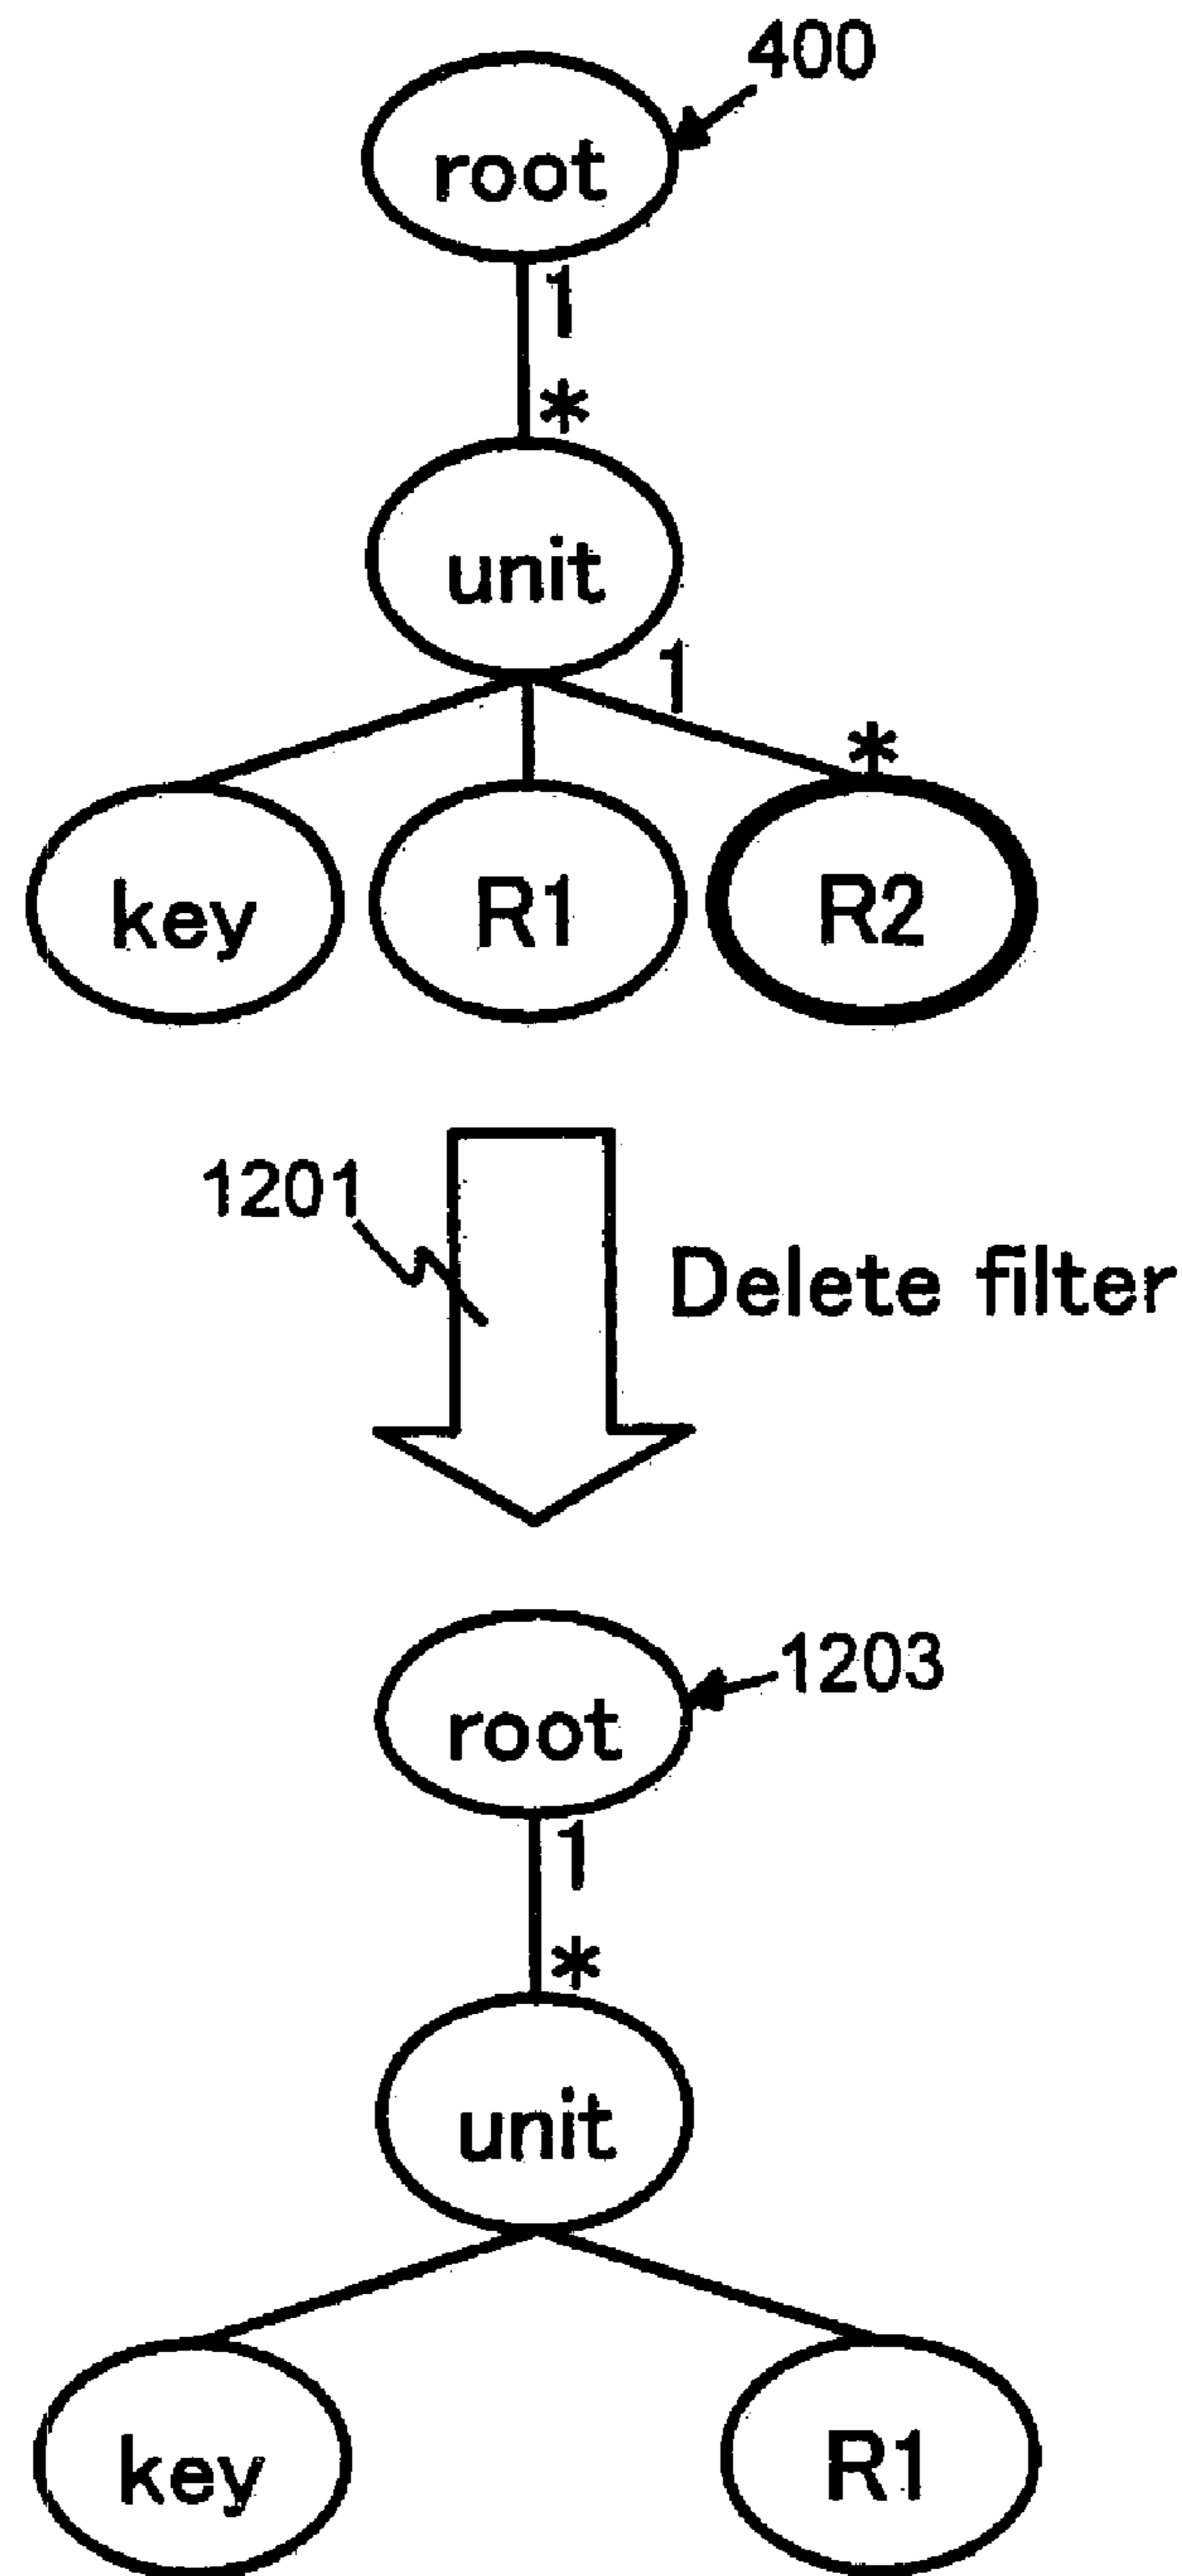 400
root
1
*
unit
1
*
key R1 R2
1201
Delete filter
root
1203
1
*
unit
key R1